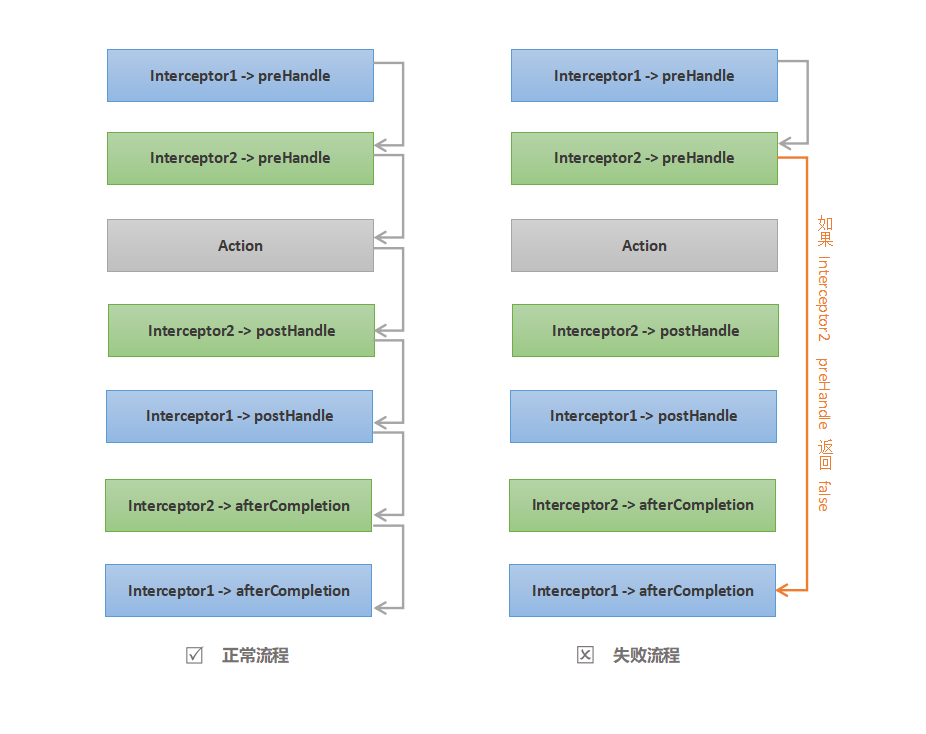 Interceptor1 -> preHandle
Interceptor2 -> preHandle
Action
Interceptor2 -> postHandle
Interceptor1 -> postHandle
Interceptor2 -> afterCompletion
Interceptor1 -> afterCompletion
正常流程
Interceptor1 -> preHandle
Interceptor2 -> preHandle
Action
Interceptor2 -> postHandle
Interceptor1 -> postHandle
Interceptor2 -> afterCompletion
Interceptor1 -> afterCompletion
如果 Interceptor2 preHandle 返回 false
失败流程